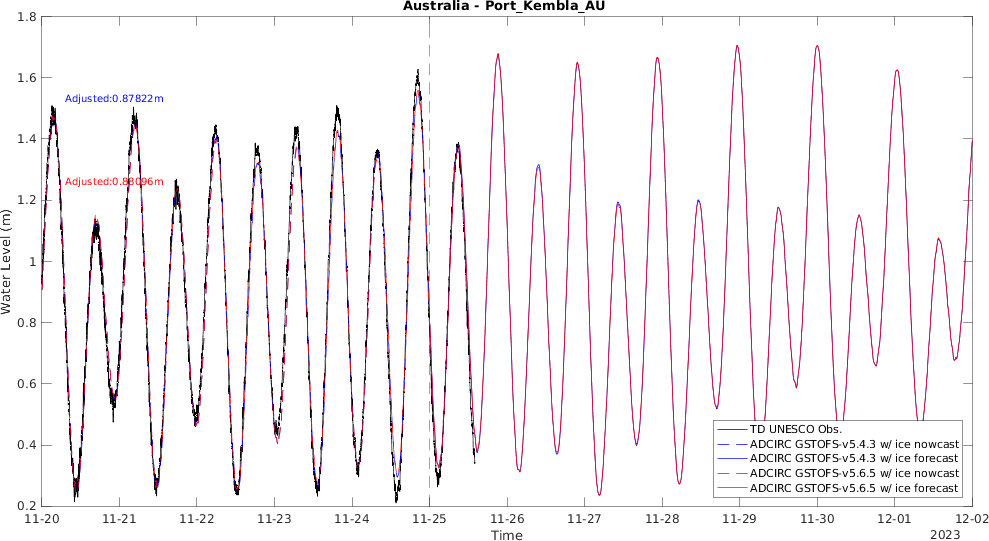 Australia - Port_Kembla_AU
1.8
1.6
1.4
1.2
1
0.8
0.6
0.4
0.2
Water Level (m)
Adjusted:0.87822m
Adjusted:0.88096m
TD UNESCO Obs.
ADCIRC GSTOFS-v5.4.3 w/ ice nowcast
ADCIRC GSTOFS-v5.4.3 w/ ice forecast
ADCIRC GSTOFS-v5.6.5 w/ ice nowcast
ADCIRC GSTOFS-v5.6.5 w/ ice forecast
11-20 11-21 11-22 11-23 11-24 11-25 11-26 11-27 11-28 11-29 11-30 12-01 12-02
Time
2023